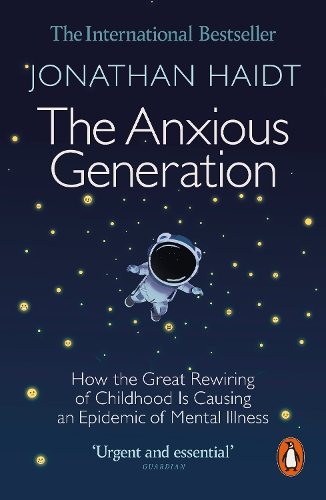 The International Bestseller
JONATHAN HAIDT
The Anxious
Generation
How the Great Rewiring
of Childhood Is Causing
an Epidemic of Mental Illness
‘Urgent and essential’
GUARDIAN